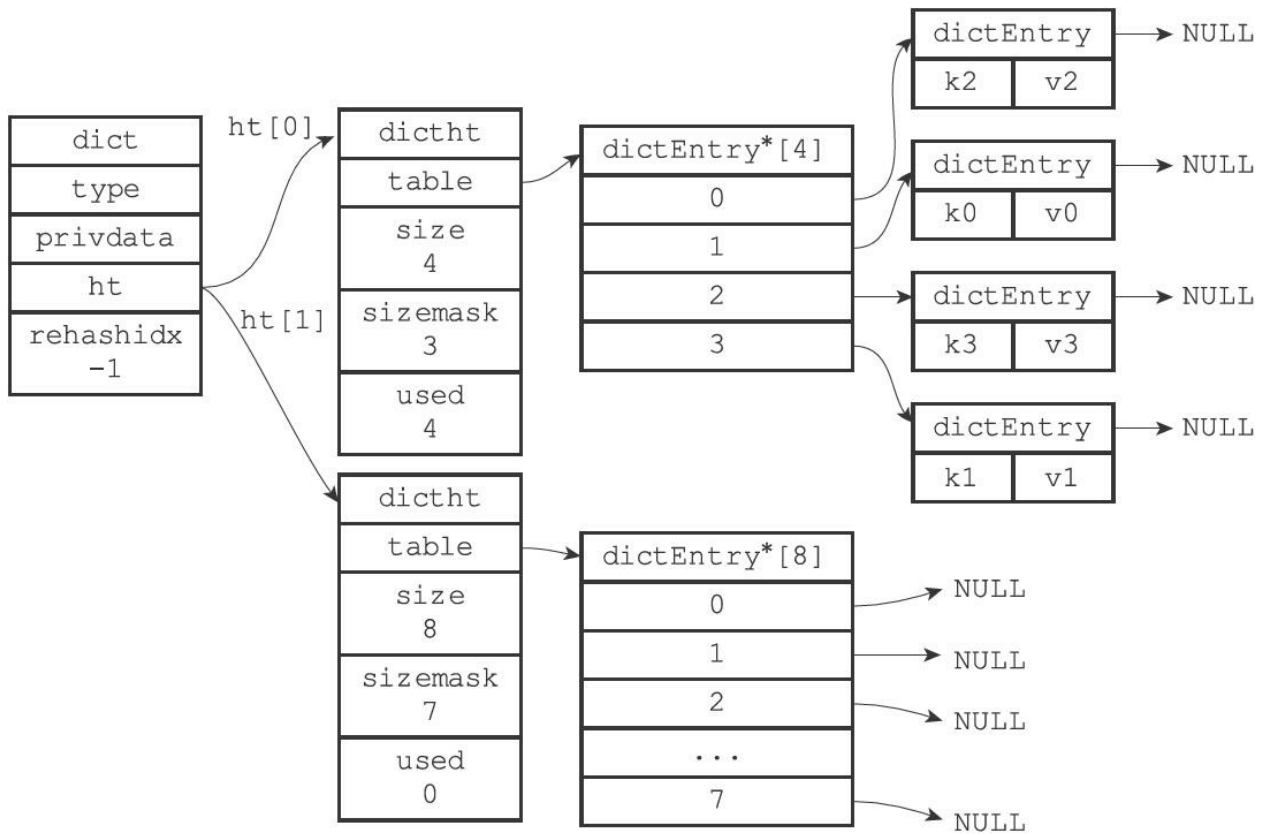 dict
type
privdata
ht
rehashidx
-1
ht[0]
ht[1]
dictht
table
size
4
sizemask
3
used
4
dictEntry*[4]
0
1
2
3
dictEntry
k2 v2
NULL
dictEntry
k0 v0
NULL
dictEntry
k3 v3
NULL
dictEntry
k1 v1
NULL
dictht
table
size
8
sizemask
7
used
0
dictEntry*[8]
0
1
2
...
7
NULL
NULL
NULL
NULL